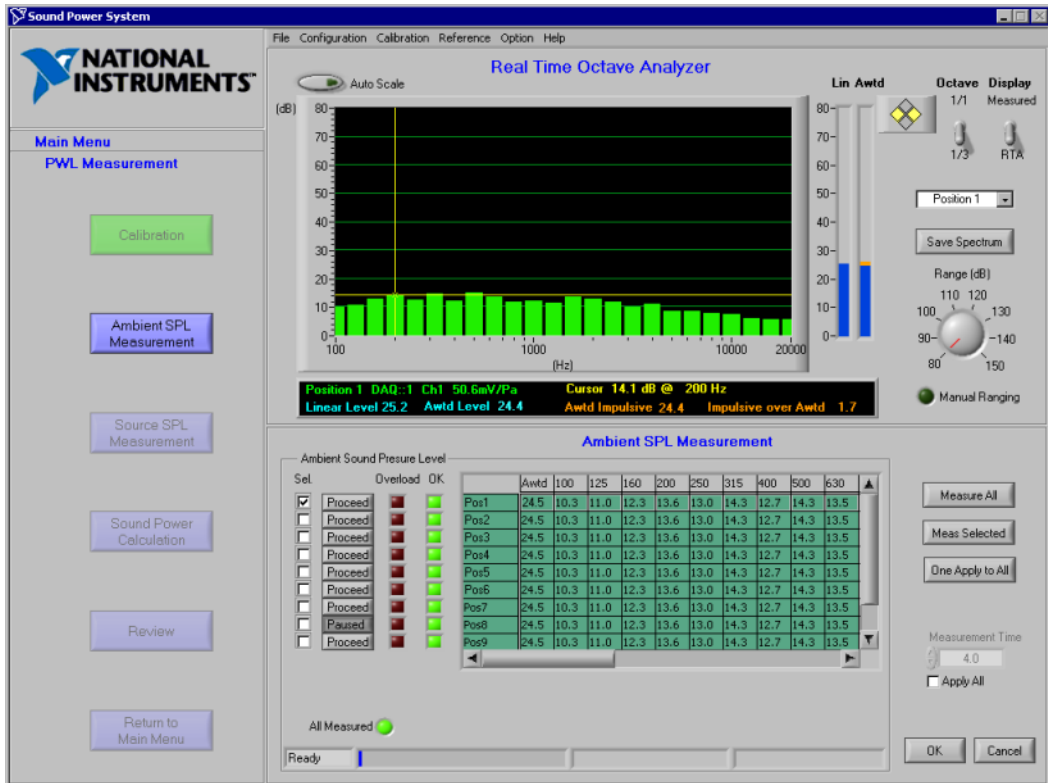 Sound Power System
NATIONAL
INSTRUMENTS™
Main Menu
PWL Measurement
Calibration
Ambient SPL
Measurement
Source SPL
Measurement
Sound Power
Calculation
Review
Return to
Main Menu
File Configuration Calibration Reference Option Help
Real Time Octave Analyzer
Auto Scale
(dB)
80
70
60
50
40
30
20
10
0
100 1000 10000 20000
(Hz)
Lin Awtd
80
70
60
50
40
30
20
10
0
Octave Display
1/1 Measured
1/3 RTA
Position 1
Save Spectrum
Range (dB)
110 120
100 130
90 140
80 150
Manual Ranging
Position 1 DAQ::1 Ch1 50.6mV/Pa Cursor 14.1 dB @ 200 Hz
Linear Level 25.2 Awtd Level 24.4 Awtd Impulsive 24.4 Impulsive over Awtd 1.7
Ambient SPL Measurement
Ambient Sound Presure Level
Sel. Overload OK
Awtd 100 125 160 200 250 315 400 500 630
Proceed Pos1 24.5 10.3 11.0 12.3 13.6 13.0 14.3 12.7 14.3 13.5
Proceed Pos2 24.5 10.3 11.0 12.3 13.6 13.0 14.3 12.7 14.3 13.5
Proceed Pos3 24.5 10.3 11.0 12.3 13.6 13.0 14.3 12.7 14.3 13.5
Proceed Pos4 24.5 10.3 11.0 12.3 13.6 13.0 14.3 12.7 14.3 13.5
Proceed Pos5 24.5 10.3 11.0 12.3 13.6 13.0 14.3 12.7 14.3 13.5
Proceed Pos6 24.5 10.3 11.0 12.3 13.6 13.0 14.3 12.7 14.3 13.5
Proceed Pos7 24.5 10.3 11.0 12.3 13.6 13.0 14.3 12.7 14.3 13.5
Paused Pos8 24.5 10.3 11.0 12.3 13.6 13.0 14.3 12.7 14.3 13.5
Proceed Pos9 24.5 10.3 11.0 12.3 13.6 13.0 14.3 12.7 14.3 13.5
Measure All
Meas Selected
One Apply to All
Measurement Time
4.0
Apply All
All Measured
Ready
OK Cancel